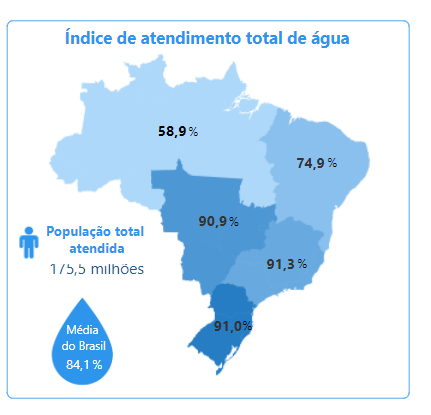 Índice de atendimento total de água
58,9 %
74,9 %
90,9 %
População total
atendida
175,5 milhões
91,3 %
Média
do Brasil
84,1 %
91,0%